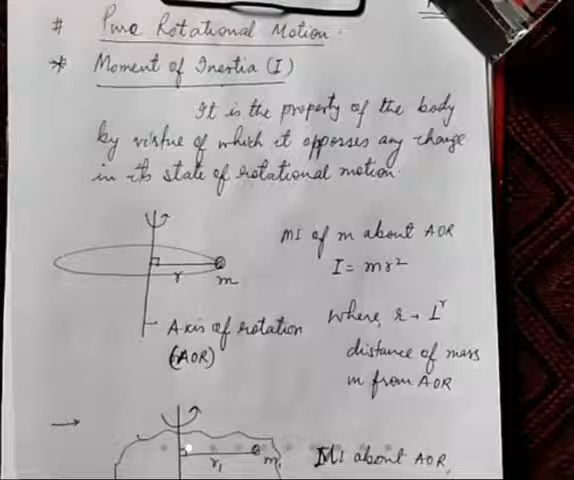 # Pure Rotational Motion.
* Moment of Inertia (I)
It is the property of the body
by virtue of which it opposses any change
in its state of rotational motion.
MI of m about AOR
I = mr²
r
m
Axis of rotation
(AOR)
where, r → ⊥r
distance of mass
m from AOR
→
r₁
m₁
MI about AOR,